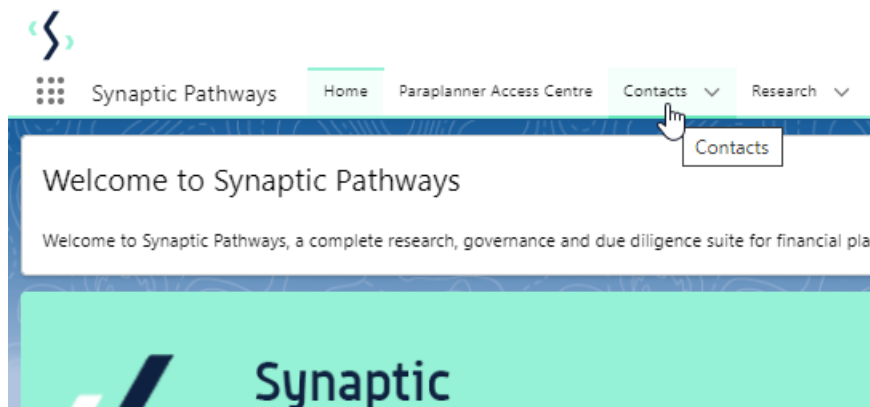 Synaptic Pathways Home Paraplanner Access Centre Contacts Research
Contacts
Welcome to Synaptic Pathways
Welcome to Synaptic Pathways, a complete research, governance and due diligence suite for financial pla
Synaptic